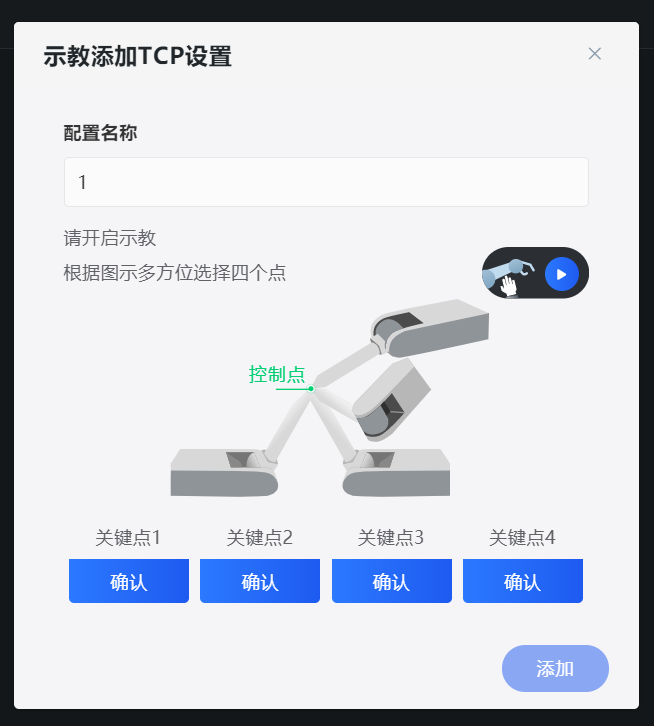 示教添加TCP设置
配置名称
1
请开启示教
根据图示多方位选择四个点
控制点
关键点1 关键点2 关键点3 关键点4
确认 确认 确认 确认
添加